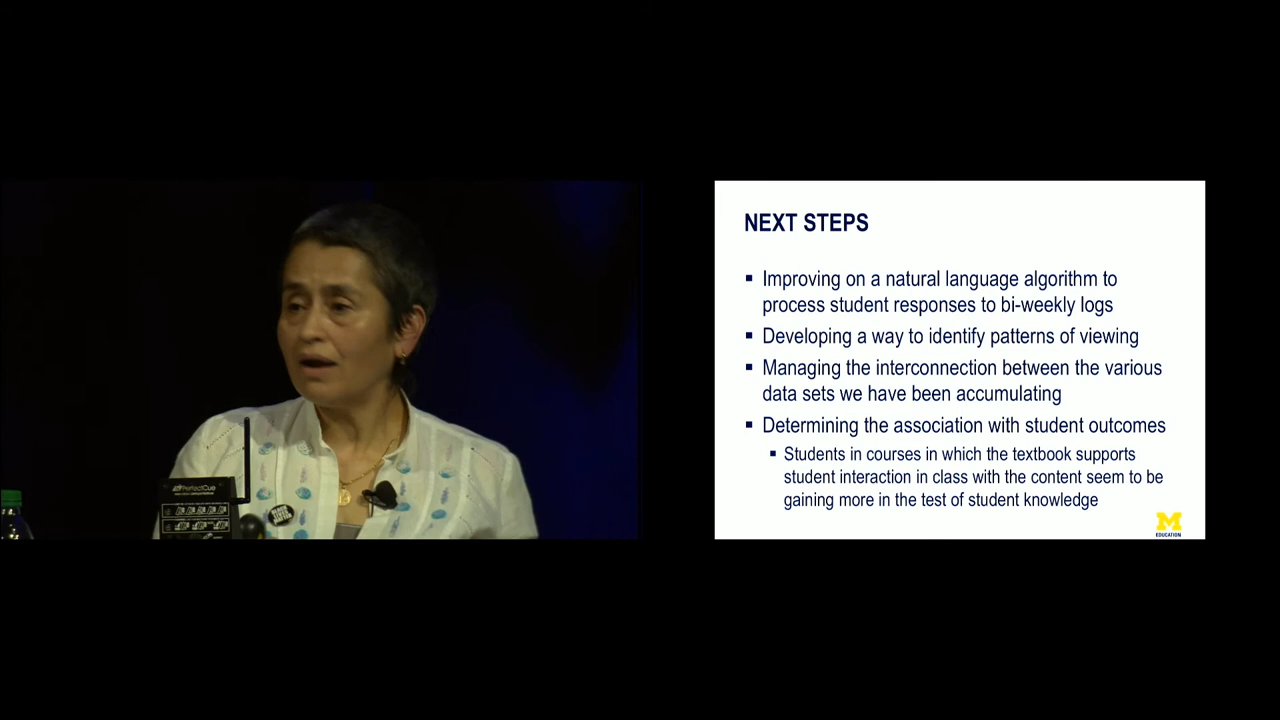 PerfectCue
NEXT STEPS
▪ Improving on a natural language algorithm to
process student responses to bi-weekly logs
▪ Developing a way to identify patterns of viewing
▪ Managing the interconnection between the various
data sets we have been accumulating
▪ Determining the association with student outcomes
▪ Students in courses in which the textbook supports
student interaction in class with the content seem to be
gaining more in the test of student knowledge
M
EDUCATION